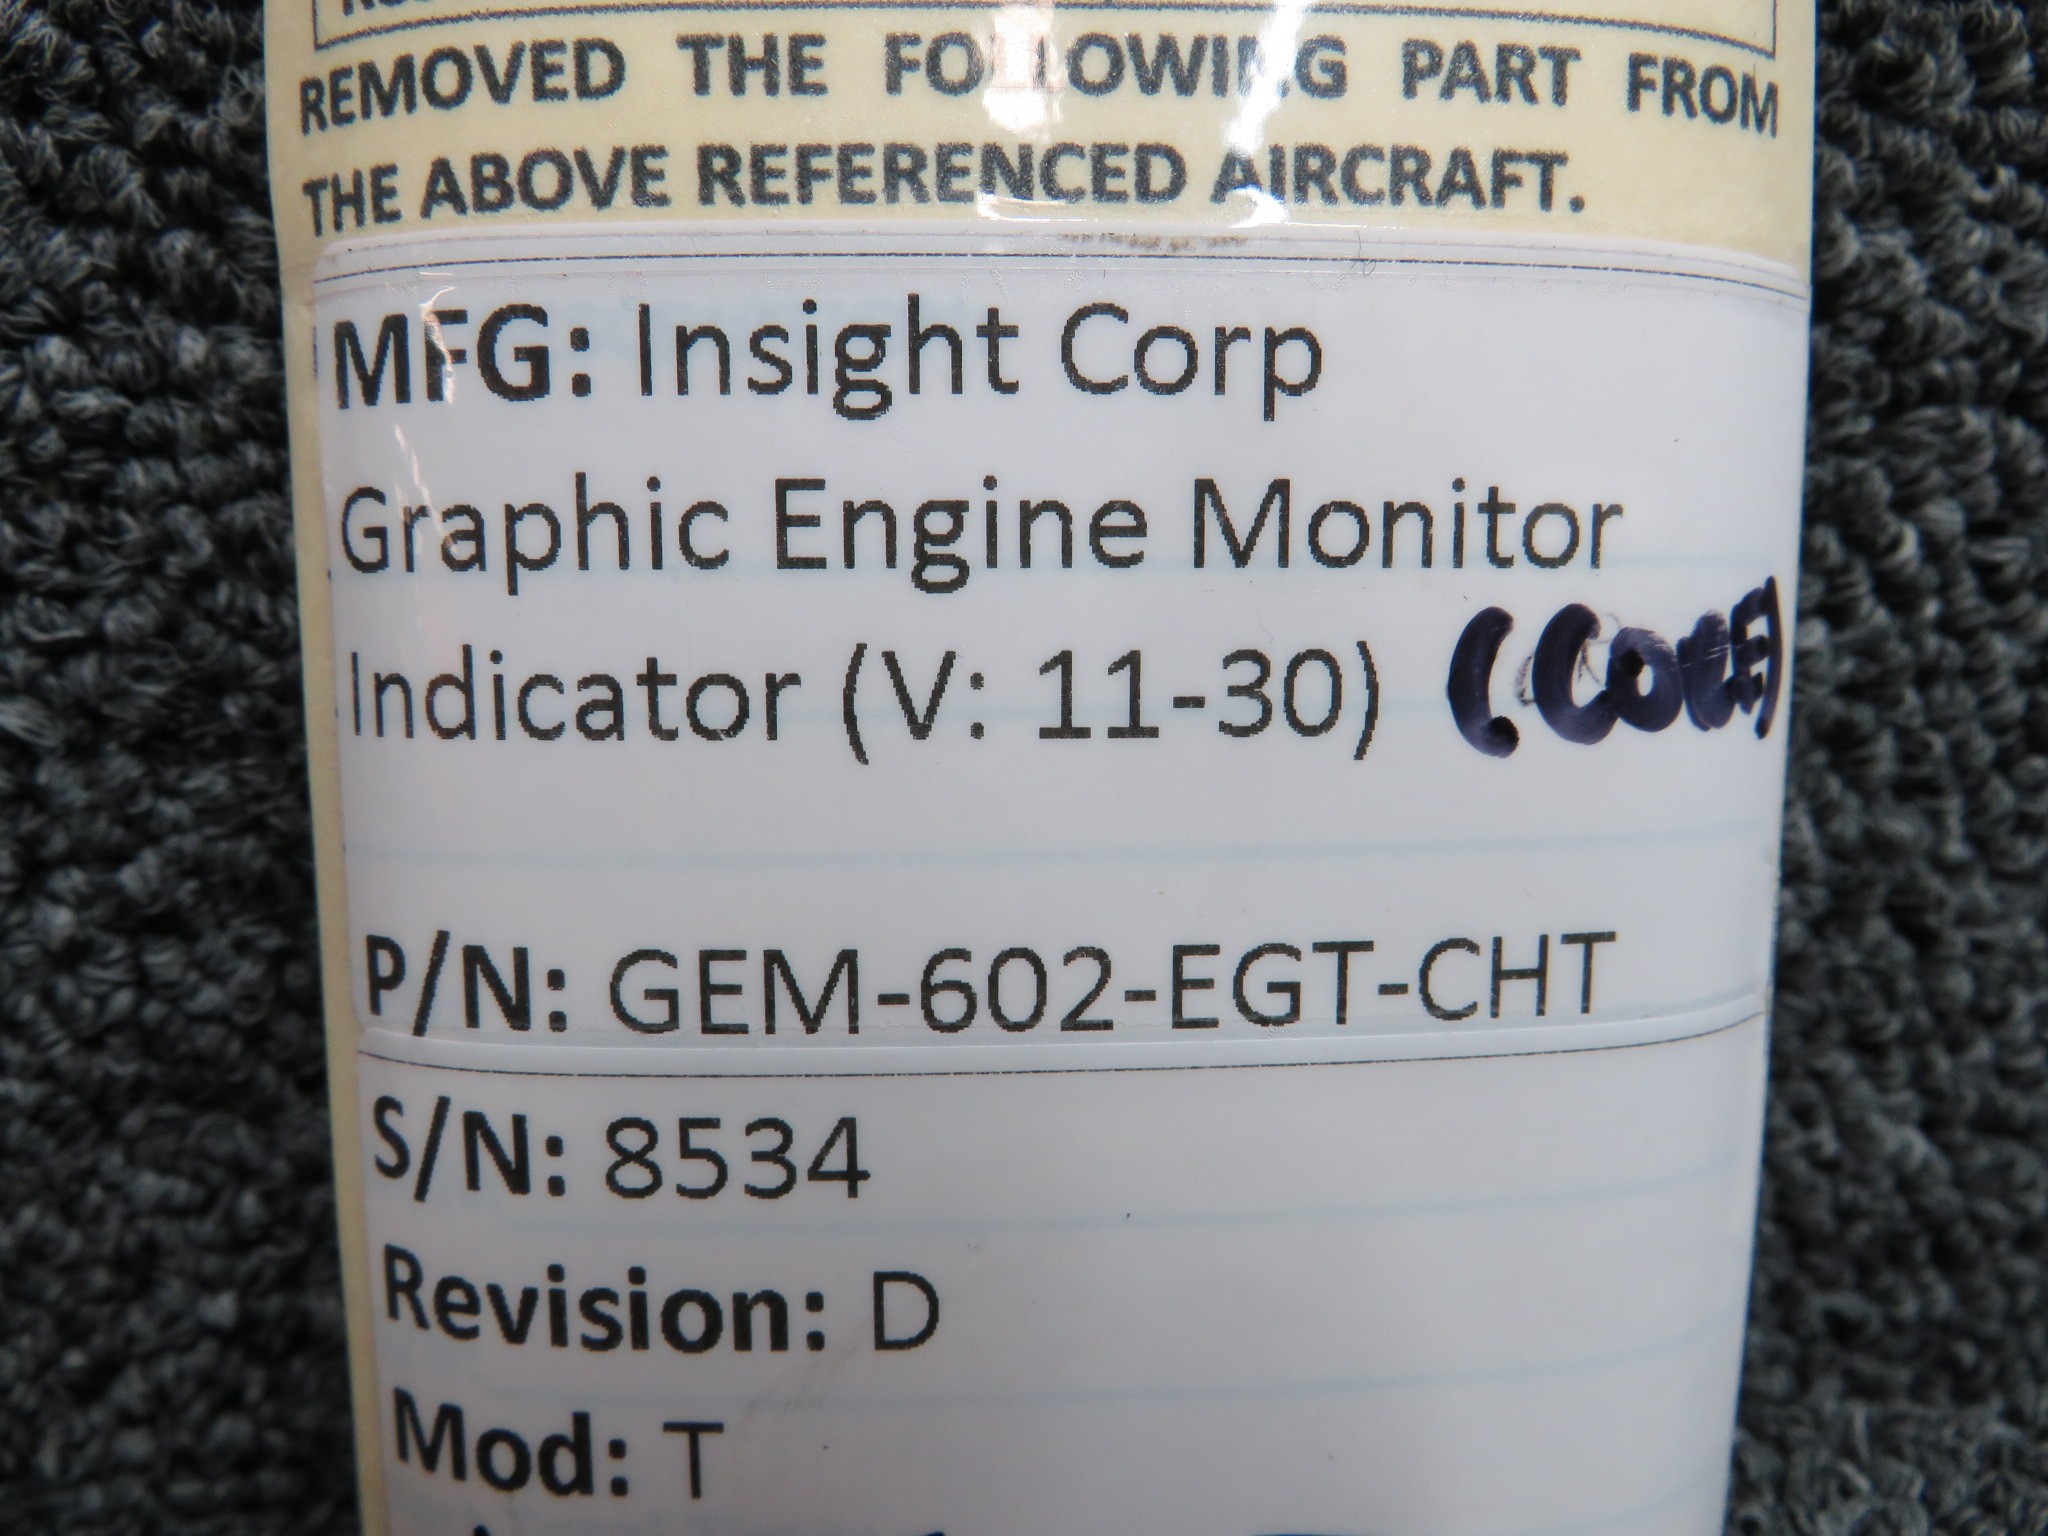 REMOVED THE FOLLOWING PART FROM
THE ABOVE REFERENCED AIRCRAFT.
MFG: Insight Corp
Graphic Engine Monitor
Indicator (V: 11-30) (CORE)
P/N: GEM-602-EGT-CHT
S/N: 8534
Revision: D
Mod: T